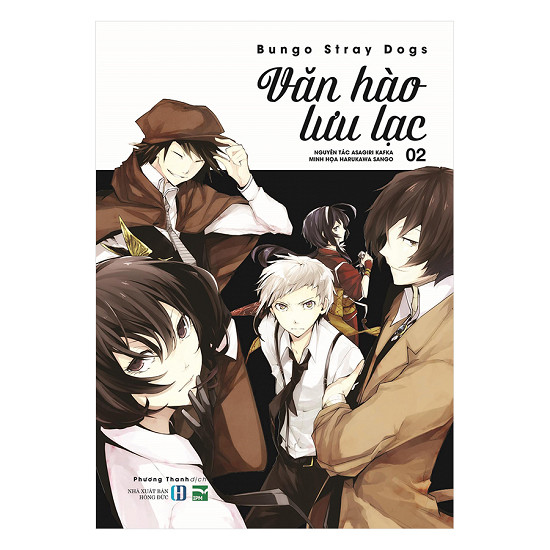 Bungo Stray Dogs
Văn hào
lưu lạc
NGUYÊN TÁC ASAGIRI KAFKA
MINH HỌA HARUKAWA SANGO
02
Phương Thanh dịch
NHÀ XUẤT BẢN
HỒNG ĐỨC
IPM